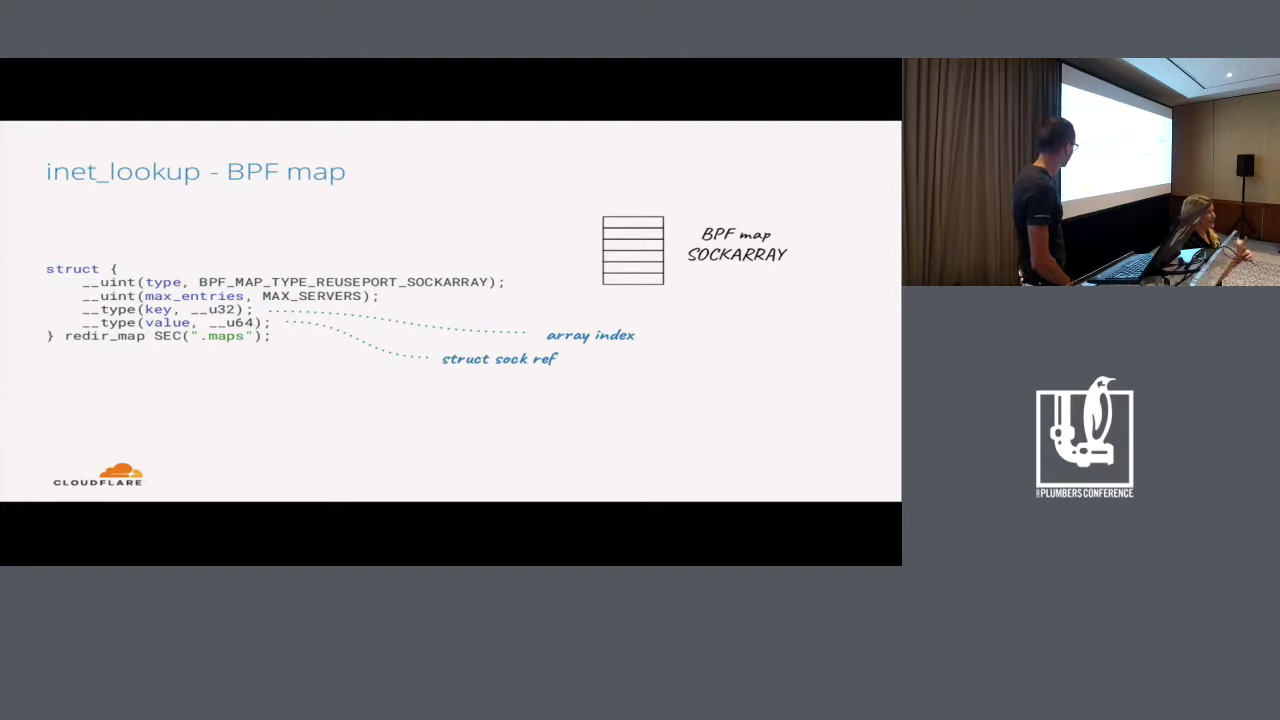 inet_lookup - BPF map
BPF map
SOCKARRAY
struct {
__uint(type, BPF_MAP_TYPE_REUSEPORT_SOCKARRAY);
__uint(max_entries, MAX_SERVERS);
__type(key, __u32);
__type(value, __u64);
} redir_map SEC(".maps");
array index
struct sock ref
CLOUDFLARE
PLUMBERS CONFERENCE